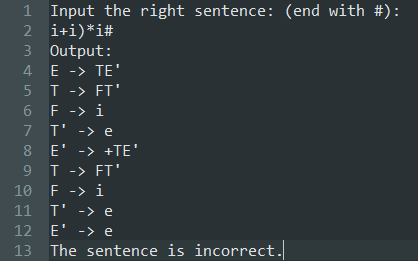 1 Input the right sentence: (end with #):
2 i+i)*i#
3 Output:
4 E -> TE'
5 T -> FT'
6 F -> i
7 T' -> e
8 E' -> +TE'
9 T -> FT'
10 F -> i
11 T' -> e
12 E' -> e
13 The sentence is incorrect.